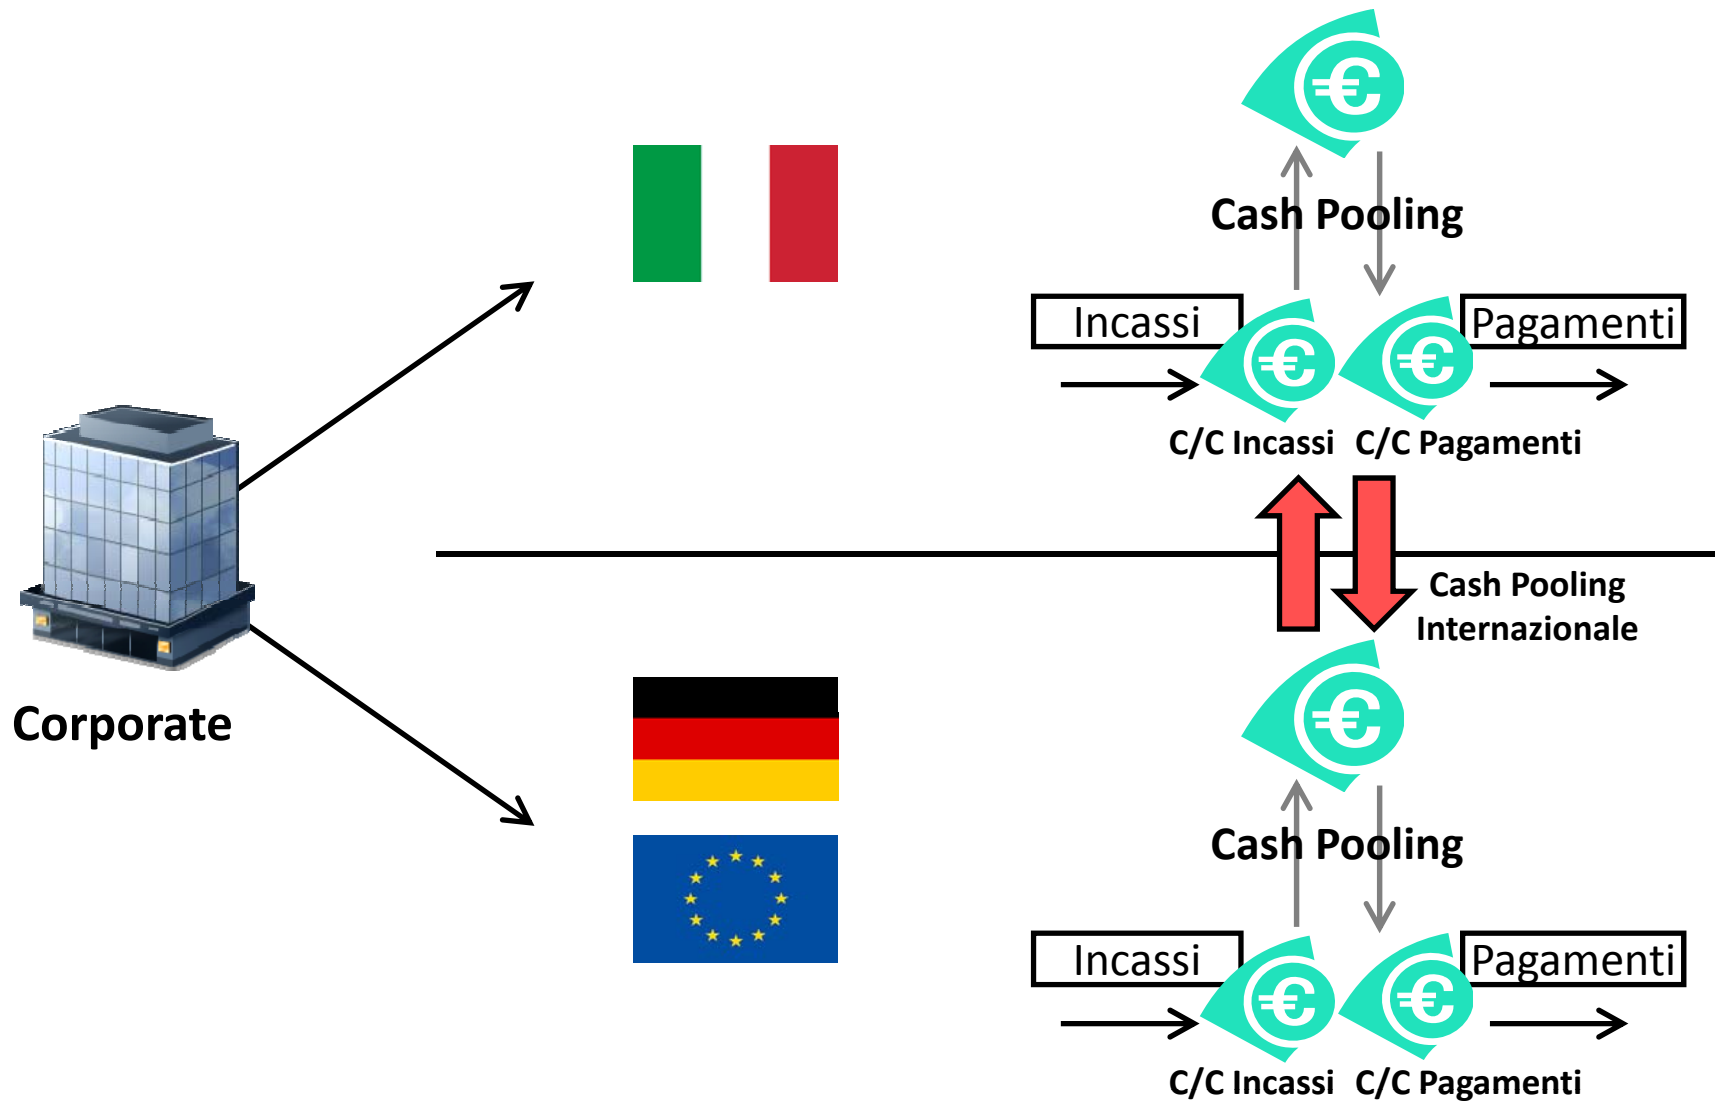 Cash Pooling
Incassi
Pagamenti
C/C Incassi
C/C Pagamenti
Cash Pooling
Internazionale
Corporate
Cash Pooling
Incassi
Pagamenti
C/C Incassi
C/C Pagamenti